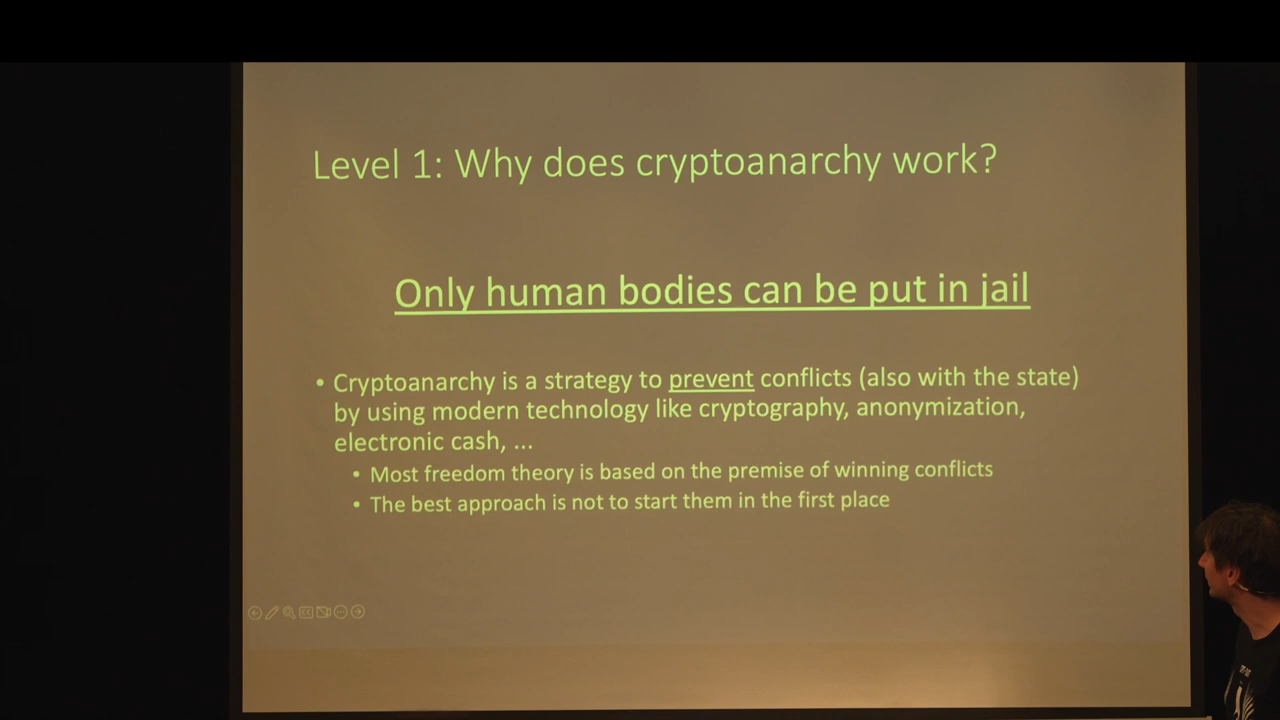 Level 1: Why does cryptoanarchy work?
Only human bodies can be put in jail
• Cryptoanarchy is a strategy to prevent conflicts (also with the state)
by using modern technology like cryptography, anonymization,
electronic cash, ...
• Most freedom theory is based on the premise of winning conflicts
• The best approach is not to start them in the first place